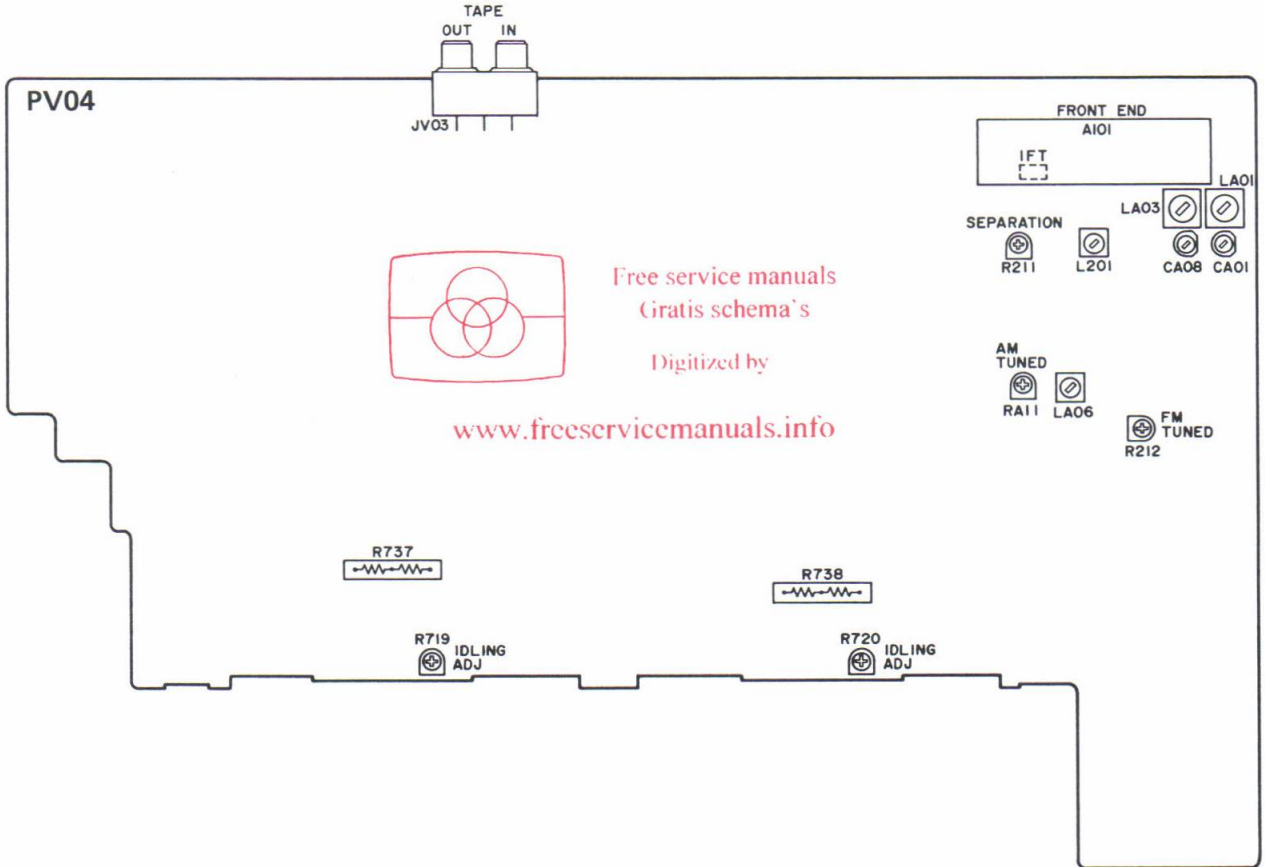 TAPE
OUT IN
PV04
JV03
FRONT END
A101
IFT
LA01
LA03
SEPARATION
R211
L201
CA08 CA01
Free service manuals
Gratis schema`s
Digitized by
www.freeservicemanuals.info
AM
TUNED
RA11 LA06
FM
TUNED
R212
R737
R738
R719
IDLING
ADJ
R720
IDLING
ADJ